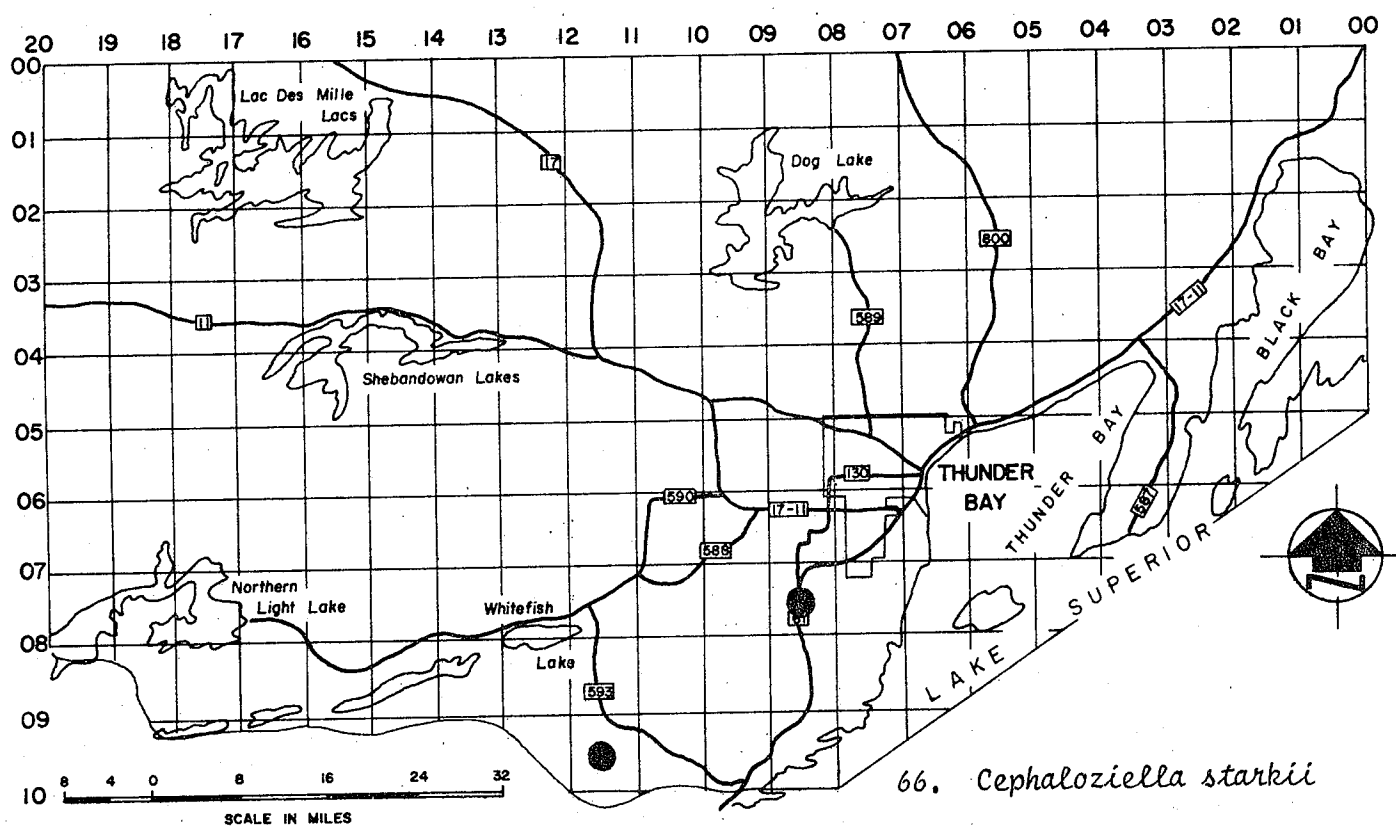 20 19 18 17 16 15 14 13 12 11 10 09 08 07 06 05 04 03 02 01 00
00
01
02
03
04
05
06
07
08
09
10
Lac Des Mille
Lacs
17
Dog Lake
800
589
17-11
BLACK BAY
11
Shebandowan Lakes
130
THUNDER
BAY
THUNDER BAY
587
590
17-11
588
LAKE SUPERIOR
N
Northern
Light Lake
Whitefish
Lake
61
593
8 4 0 8 16 24 32
SCALE IN MILES
66. Cephaloziella starkii